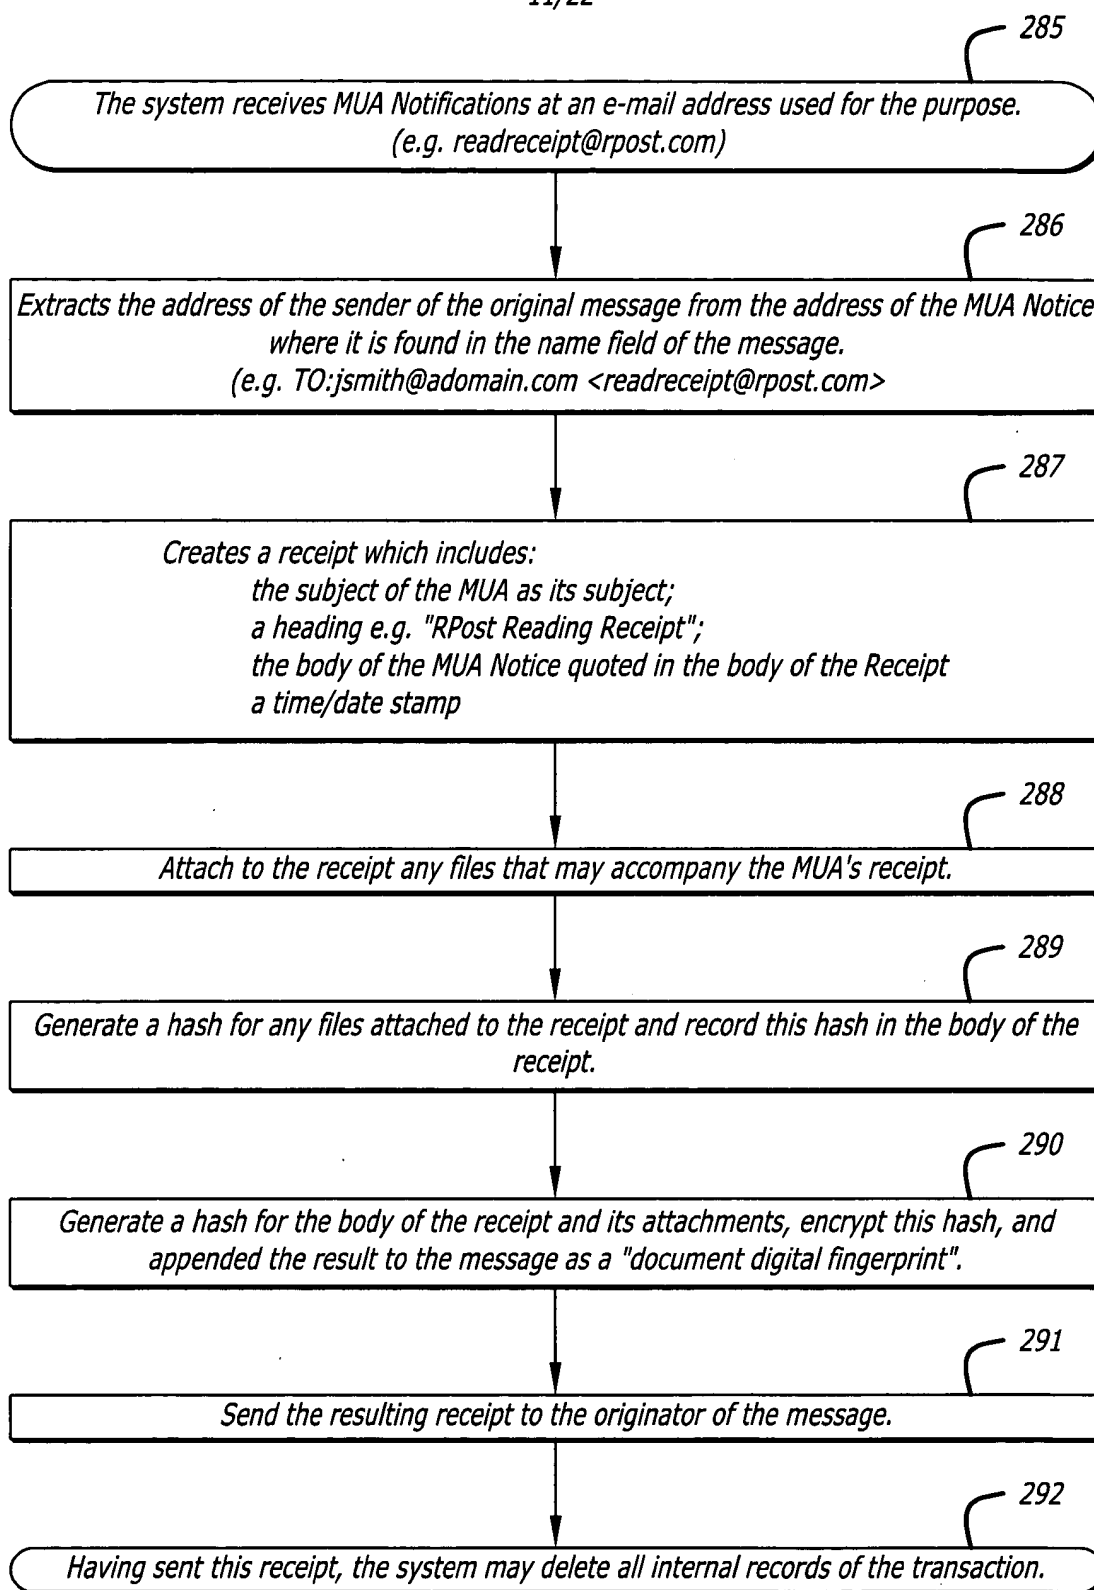 11/22
285
The system receives MUA Notifications at an e-mail address used for the purpose.
(e.g. readreceipt@rpost.com)
286
Extracts the address of the sender of the original message from the address of the MUA Notice
where it is found in the name field of the message.
(e.g. TO:jsmith@adomain.com <readreceipt@rpost.com>
287
Creates a receipt which includes:
the subject of the MUA as its subject;
a heading e.g. "RPost Reading Receipt";
the body of the MUA Notice quoted in the body of the Receipt
a time/date stamp
288
Attach to the receipt any files that may accompany the MUA's receipt.
289
Generate a hash for any files attached to the receipt and record this hash in the body of the
receipt.
290
Generate a hash for the body of the receipt and its attachments, encrypt this hash, and
appended the result to the message as a "document digital fingerprint".
291
Send the resulting receipt to the originator of the message.
292
Having sent this receipt, the system may delete all internal records of the transaction.